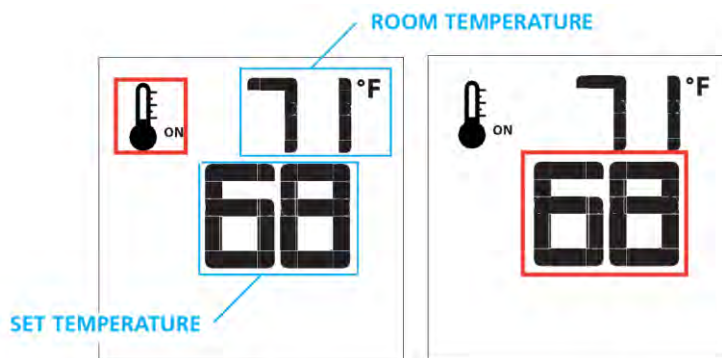 ROOM TEMPERATURE
71°F
ON
68
SET TEMPERATURE
71°F
ON
68